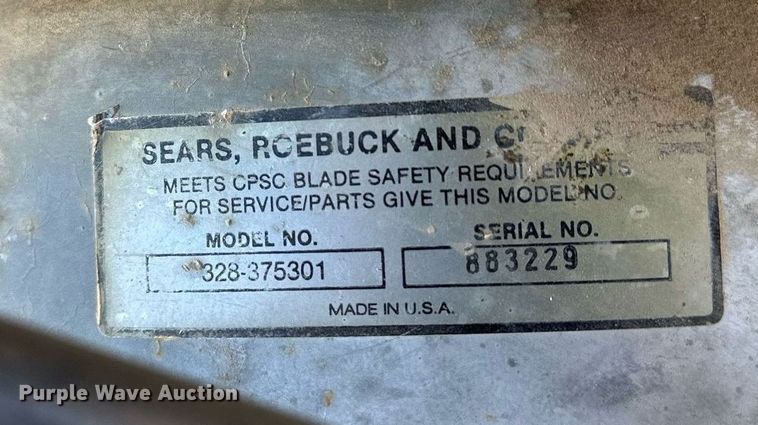 SEARS, ROEBUCK AND
MEETS CPSC BLADE SAFETY REQUIREMENTS
FOR SERVICE/PARTS GIVE THIS MODEL NO.
MODEL NO. SERIAL NO.
328-375301 883229
MADE IN U.S.A.
Purple Wave Auction